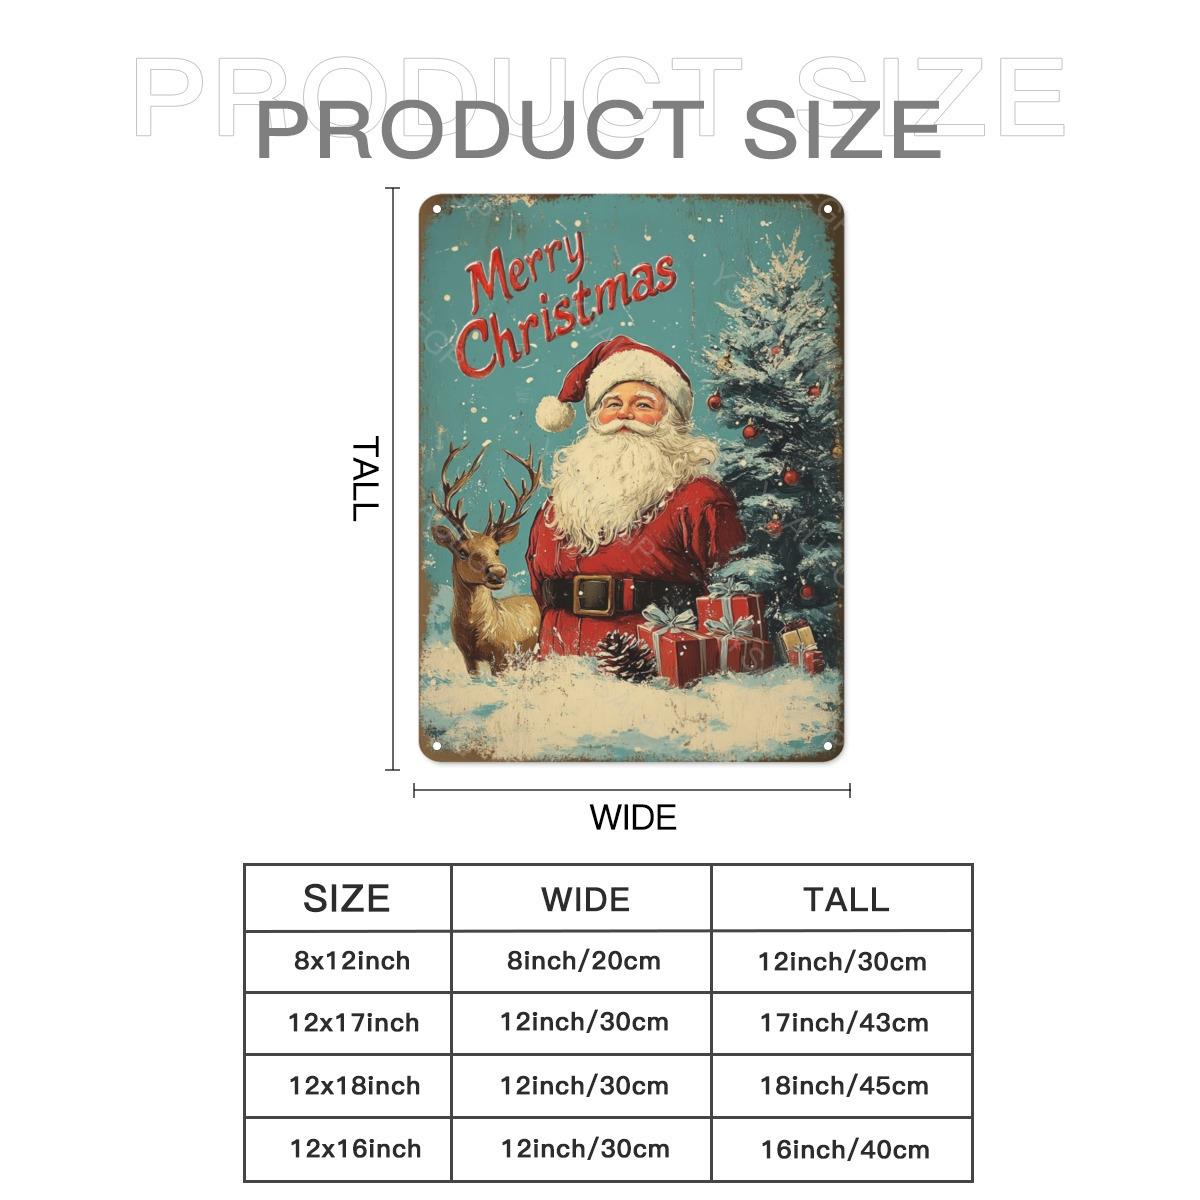 PRODUCT SIZE
PRODUCT SIZE
Merry
Christmas
TALL
WIDE
SIZE WIDE TALL
8x12inch 8inch/20cm 12inch/30cm
12x17inch 12inch/30cm 17inch/43cm
12x18inch 12inch/30cm 18inch/45cm
12x16inch 12inch/30cm 16inch/40cm